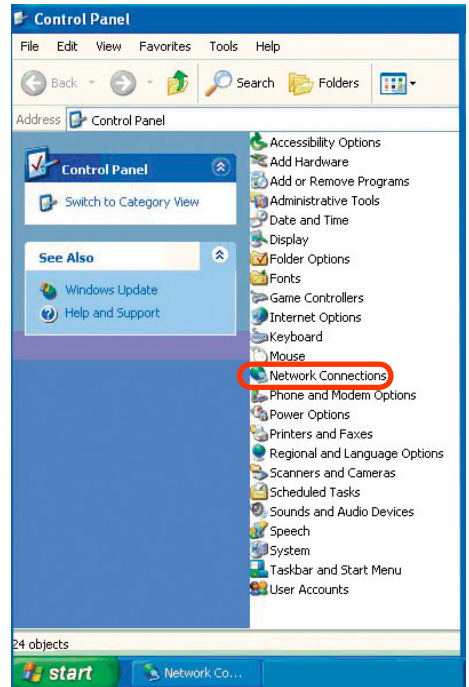 Control Panel
File Edit View Favorites Tools Help
Back Search Folders
Address Control Panel
Control Panel
Switch to Category View
See Also
Windows Update
Help and Support
Accessibility Options
Add Hardware
Add or Remove Programs
Administrative Tools
Date and Time
Display
Folder Options
Fonts
Game Controllers
Internet Options
Keyboard
Mouse
Network Connections
Phone and Modem Options
Power Options
Printers and Faxes
Regional and Language Options
Scanners and Cameras
Scheduled Tasks
Sounds and Audio Devices
Speech
System
Taskbar and Start Menu
User Accounts
24 objects
start Network Co...